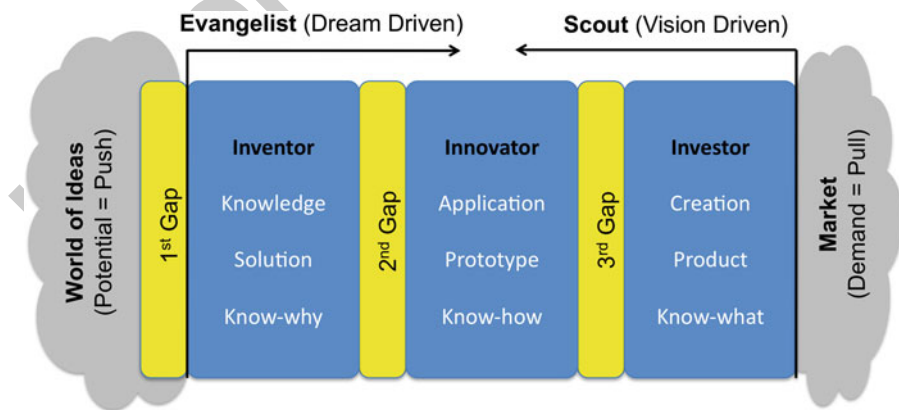 Evangelist (Dream Driven)
Scout (Vision Driven)
World of Ideas
(Potential = Push)
1st Gap
Inventor
Knowledge
Solution
Know-why
2nd Gap
Innovator
Application
Prototype
Know-how
3rd Gap
Investor
Creation
Product
Know-what
Market
(Demand = Pull)